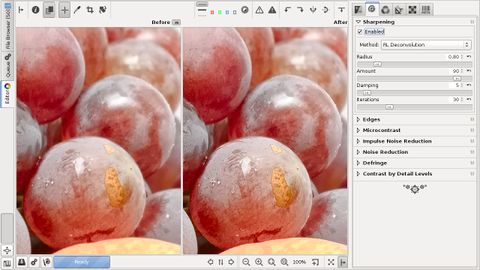 Before
After
File Browser (50)
Queue
Editor
Sharpening
Enabled
Method: RL Deconvolution
Radius 0.80
Amount 90
Damping 5
Iterations 30
Edges
Microcontrast
Impulse Noise Reduction
Noise Reduction
Defringe
Contrast by Detail Levels
Ready
100%